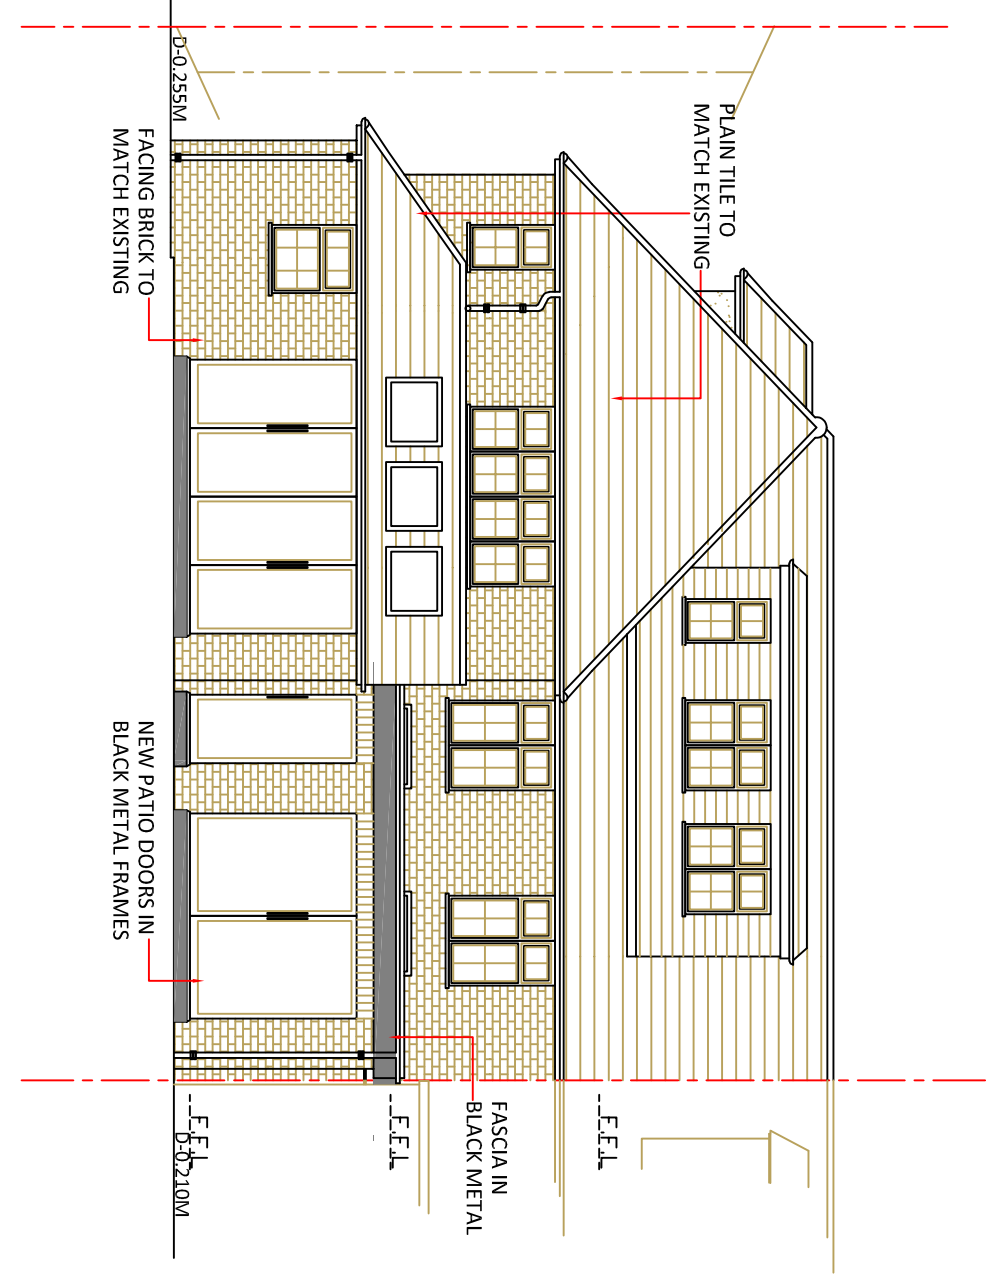 PLAIN TILE TO
MATCH EXISTING
FACING BRICK TO
MATCH EXISTING
D-0.255M
NEW PATIO DOORS IN
BLACK METAL FRAMES
FASCIA IN
BLACK METAL
F.F.L
F.F.L
F.F.L
D-0.210M